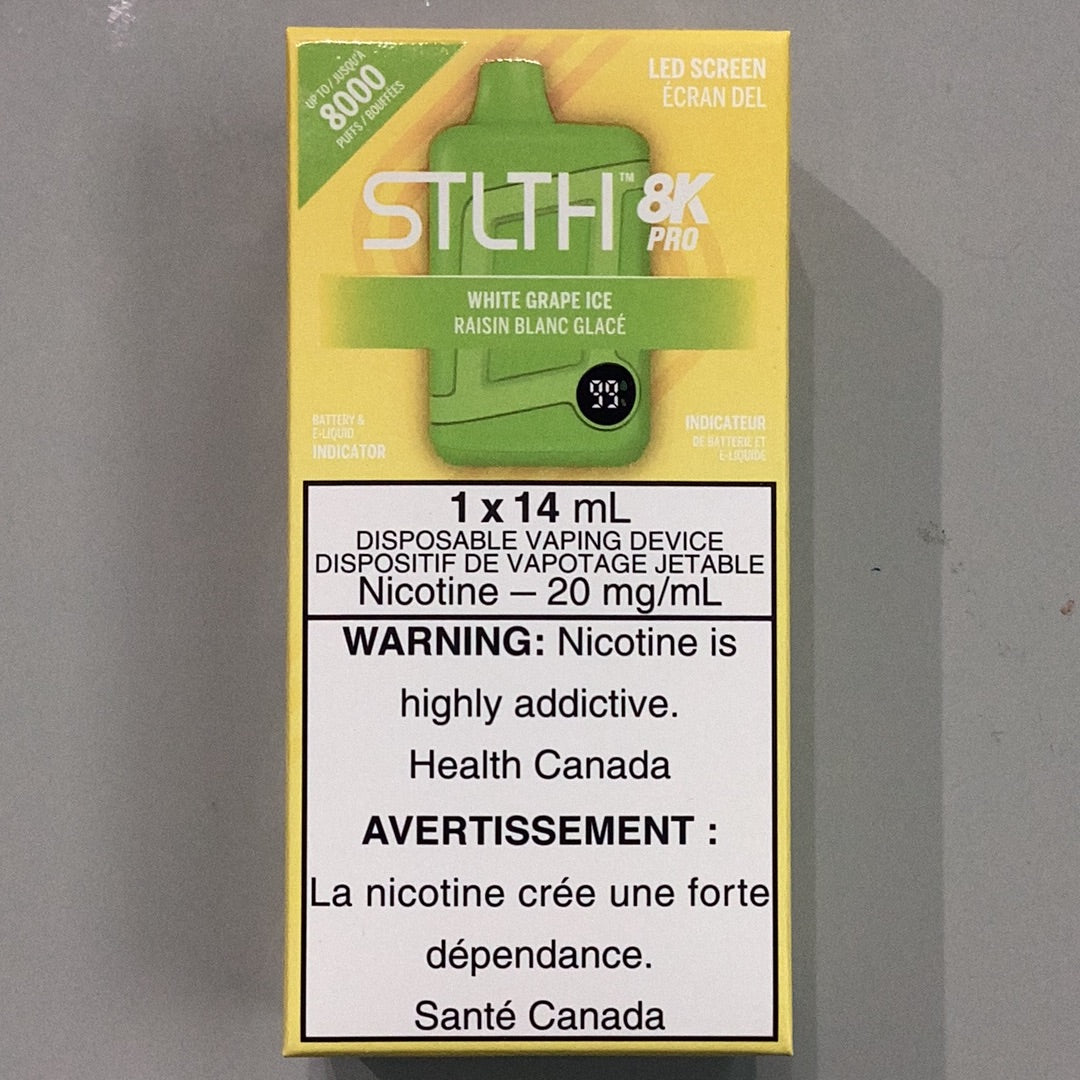 UP TO / JUSQU'À
8000
PUFFS / BOUFFÉES
LED SCREEN
ÉCRAN DEL
STLTH™ 8K
PRO
WHITE GRAPE ICE
RAISIN BLANC GLACÉ
99
BATTERY &
E-LIQUID
INDICATOR
INDICATEUR
DE BATTERIE ET
E-LIQUIDE
1 x 14 mL
DISPOSABLE VAPING DEVICE
DISPOSITIF DE VAPOTAGE JETABLE
Nicotine – 20 mg/mL
WARNING: Nicotine is
highly addictive.
Health Canada
AVERTISSEMENT :
La nicotine crée une forte
dépendance.
Santé Canada